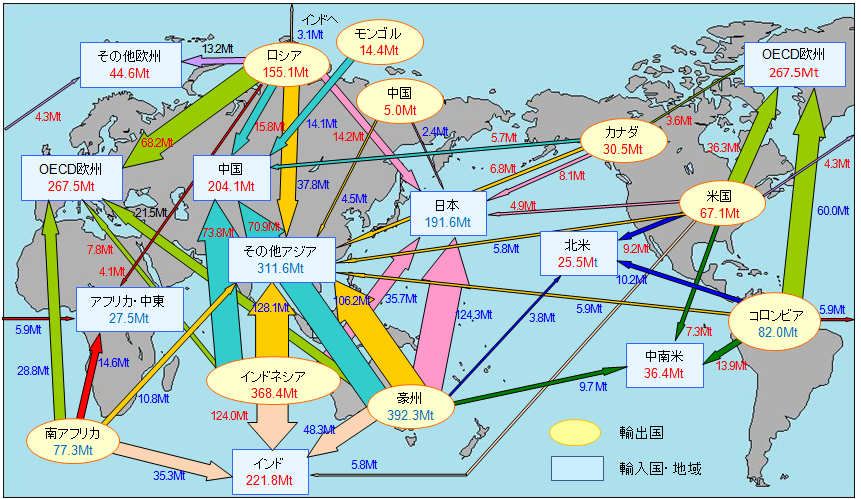 インドへ
3.1Mt
その他欧州
44.6Mt
13.2Mt
ロシア
155.1Mt
モンゴル
14.4Mt
OECD欧州
267.5Mt
中国
5.0Mt
4.3Mt
68.2Mt
15.8Mt
14.1Mt
14.2Mt
2.4Mt
5.7Mt
カナダ
30.5Mt
3.6Mt
36.3Mt
4.3Mt
OECD欧州
267.5Mt
中国
204.1Mt
37.8Mt
4.5Mt
6.8Mt
8.1Mt
日本
191.6Mt
4.9Mt
米国
67.1Mt
60.0Mt
21.5Mt
73.8Mt
70.9Mt
7.8Mt
4.1Mt
その他アジア
311.6Mt
5.8Mt
北米
25.5Mt
9.2Mt
10.2Mt
アフリカ・中東
27.5Mt
5.9Mt
128.1Mt
106.2Mt
35.7Mt
124.3Mt
3.8Mt
5.9Mt
コロンビア
82.0Mt
5.9Mt
7.3Mt
13.9Mt
28.8Mt
14.6Mt
10.8Mt
インドネシア
368.4Mt
豪州
392.3Mt
中南米
36.4Mt
9.7 Mt
124.0Mt
48.3Mt
南アフリカ
77.3Mt
35.3Mt
インド
221.8Mt
5.8Mt
輸出国
輸入国・地域